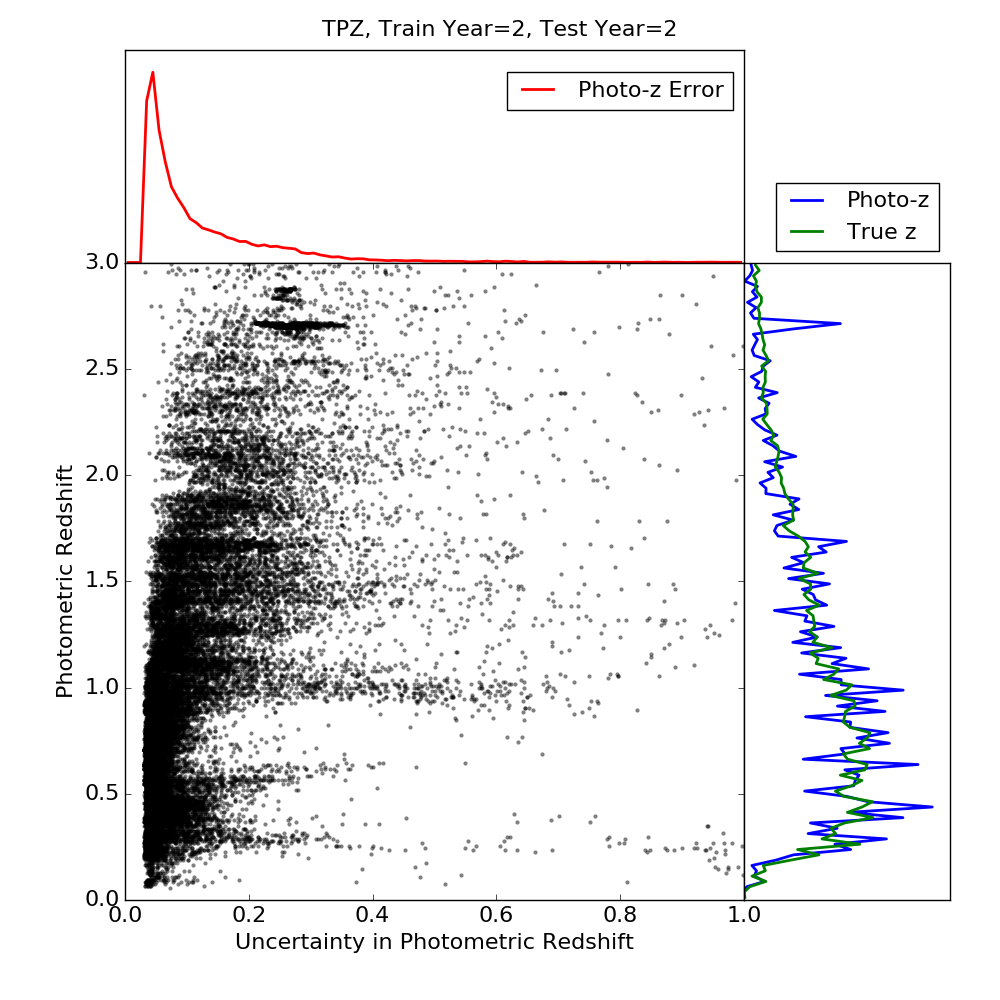 TPZ, Train Year=2, Test Year=2
Photo-z Error
Photo-z
True z
3.0
2.5
2.0
1.5
1.0
0.5
0.0
Photometric Redshift
0.0 0.2 0.4 0.6 0.8 1.0
Uncertainty in Photometric Redshift